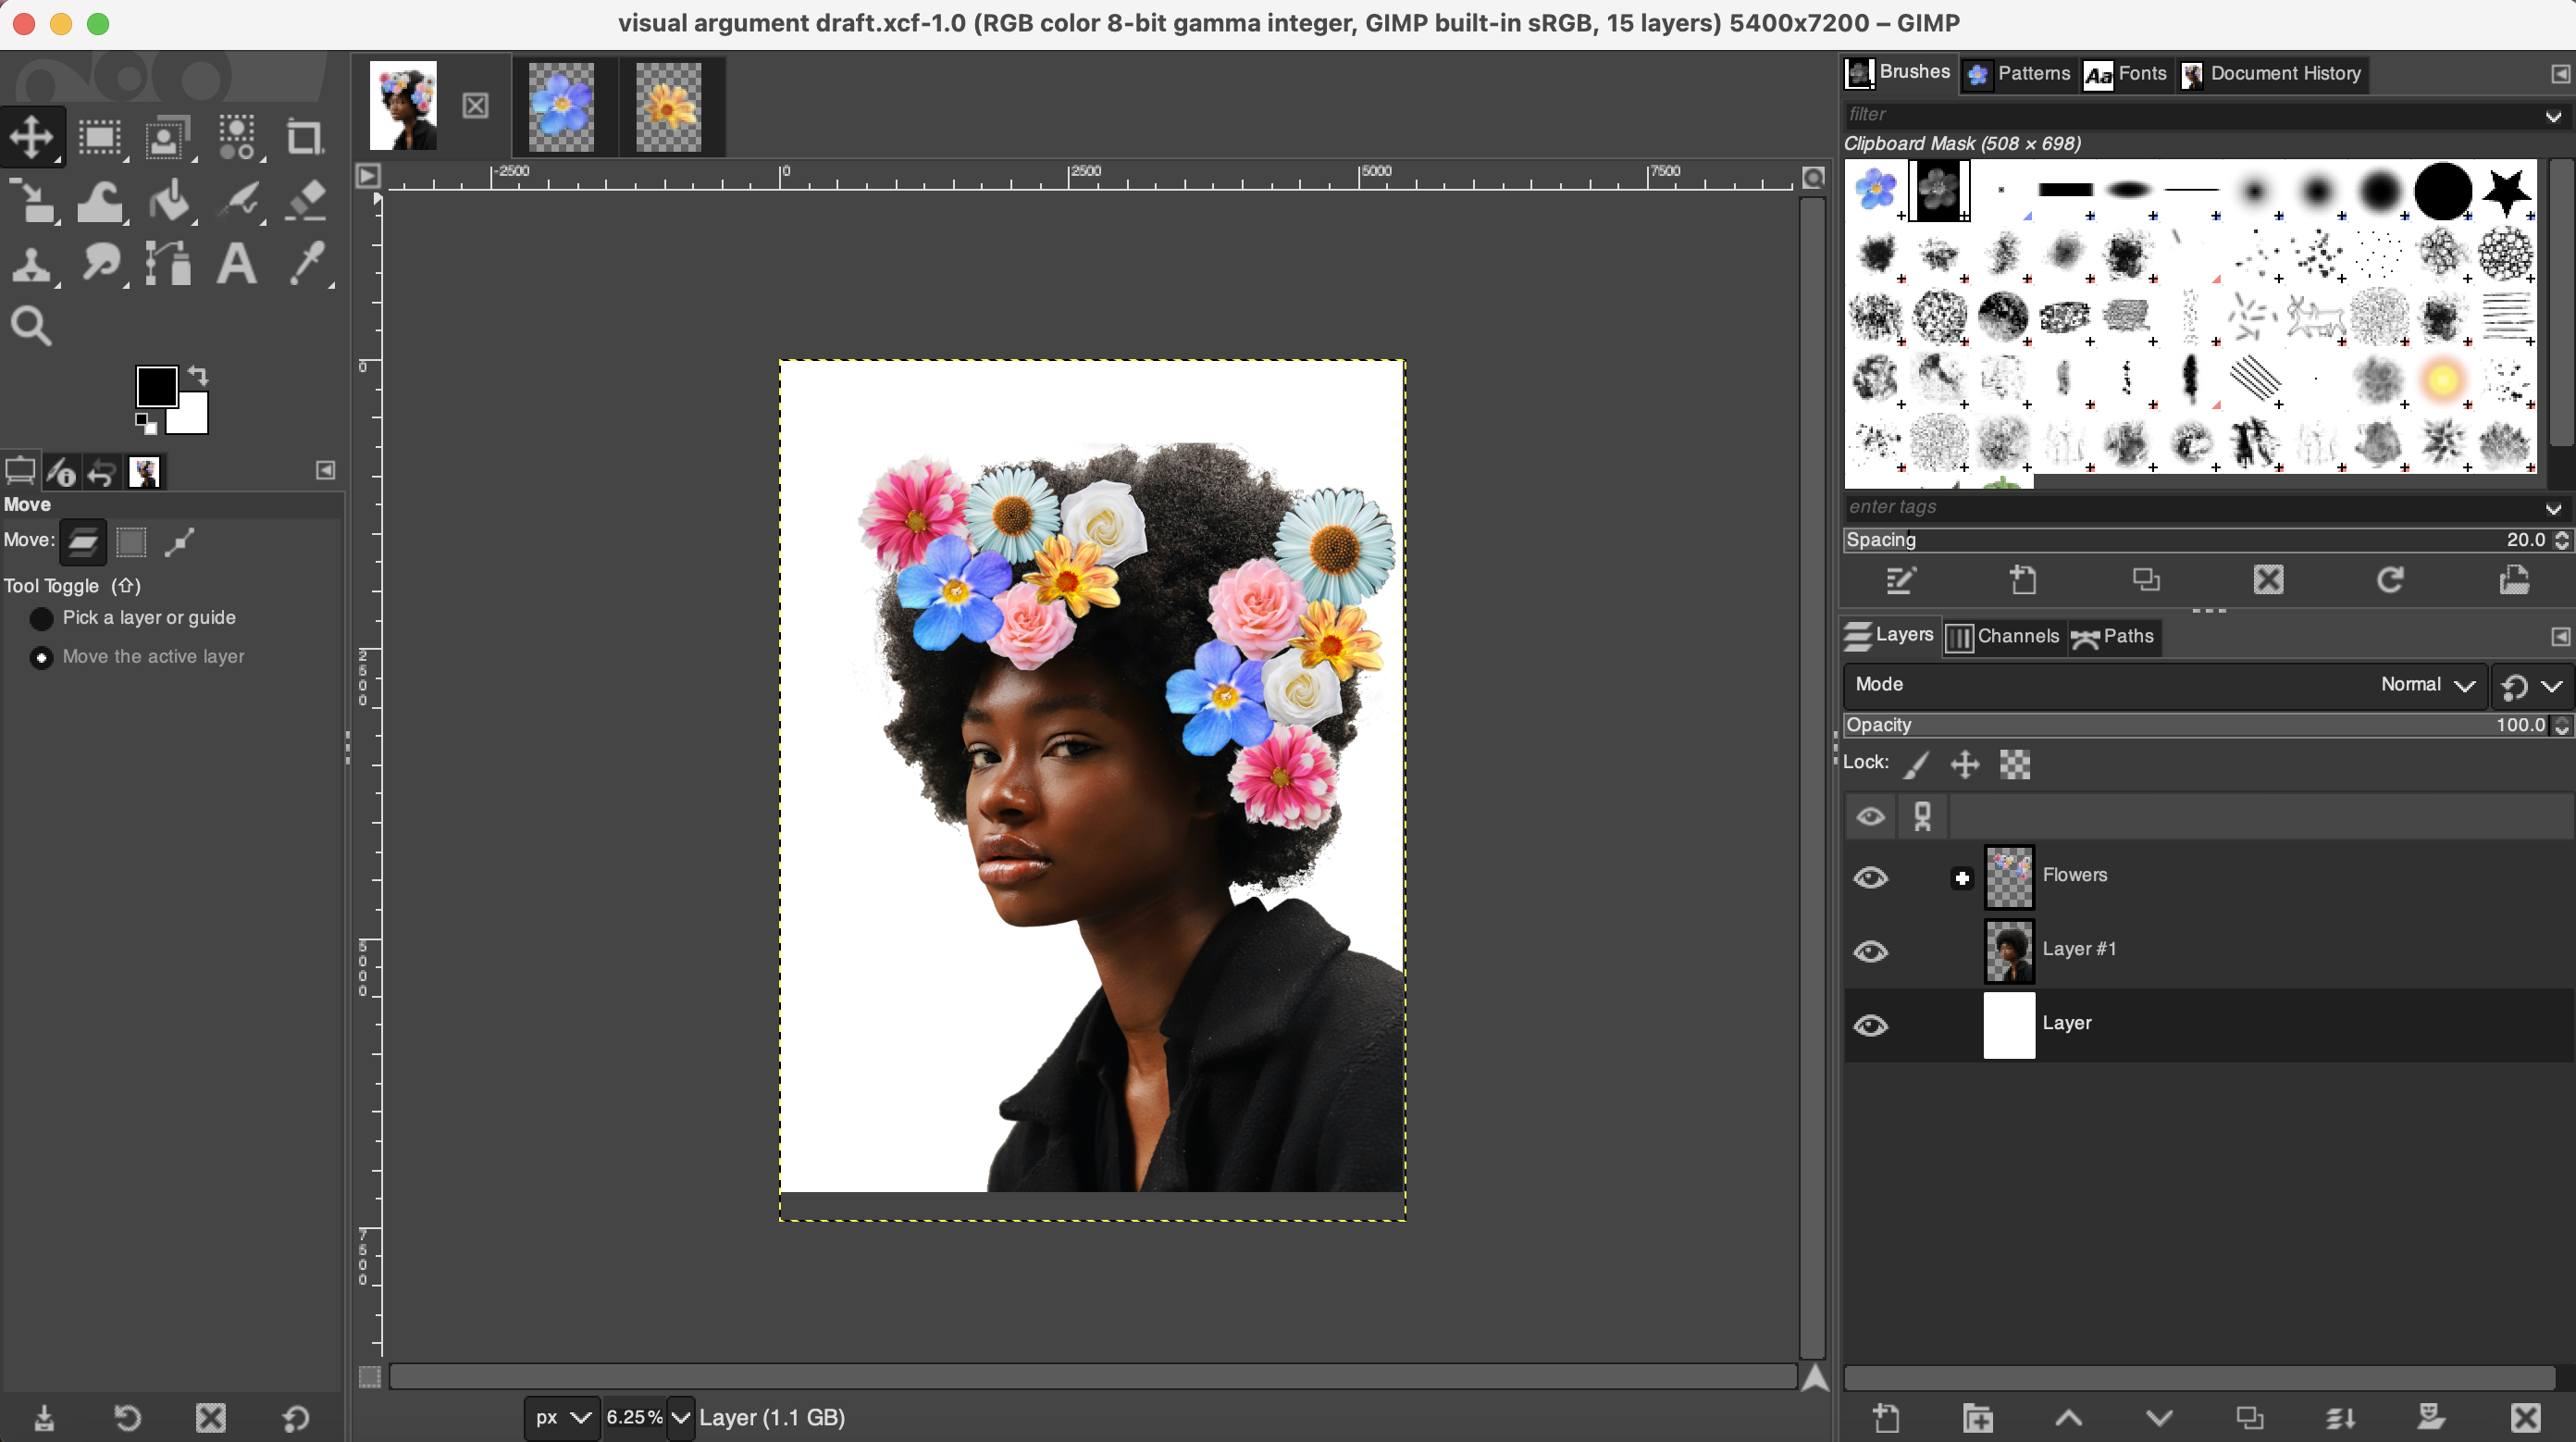 visual argument draft.xcf-1.0 (RGB color 8-bit gamma integer, GIMP built-in sRGB, 15 layers) 5400x7200 – GIMP
Brushes
Patterns
Aa Fonts
Document History
filter
Clipboard Mask (508 × 698)
-2500
0
2500
5000
7500
0
2500
5000
7500
Move
Move:
Tool Toggle (⇧)
Pick a layer or guide
Move the active layer
enter tags
Spacing 20.0
Layers
Channels
Paths
Mode Normal
Opacity 100.0
Lock:
Flowers
Layer #1
Layer
px
6.25%
Layer (1.1 GB)